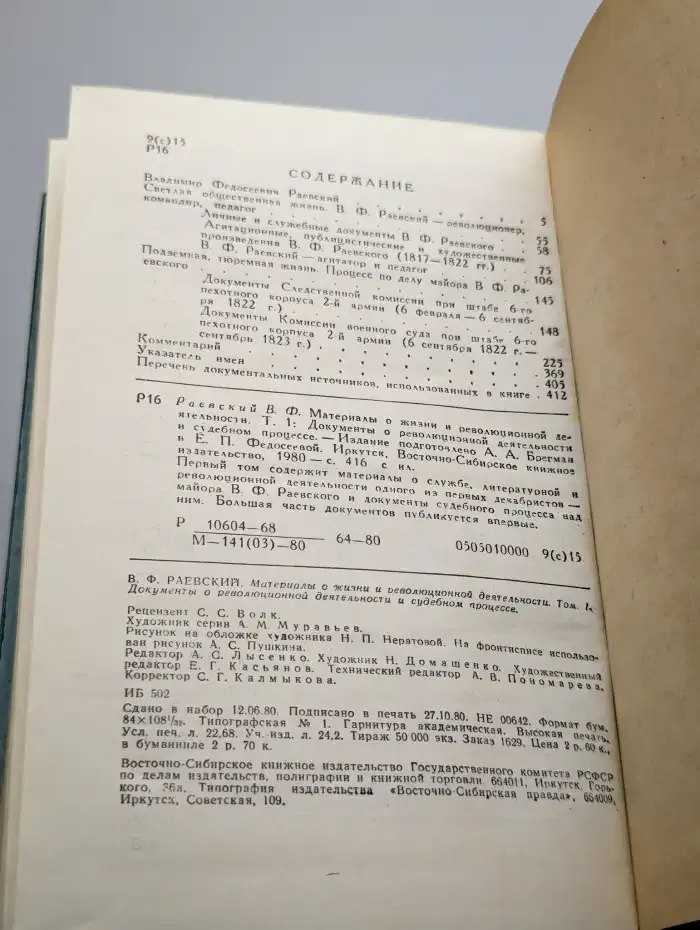 9(с)15
Р16
СОДЕРЖАНИЕ
Владимир Федосеевич Раевский . . . . . . . 5
Светлая общественная жизнь. В. Ф. Раевский — революционер,
командир, педагог . . . . . . . 55
Личные и служебные документы В. Ф. Раевского . . 58
Агитационные, публицистические и художественные
произведения В. Ф. Раевского (1817—1822 гг.) . . 75
В. Ф. Раевский — агитатор и педагог . . 106
Подземная, тюремная жизнь. Процесс по делу майора В. Ф. Ра-
евского . . . . . . . 145
Документы Следственной комиссии при штабе 6-го
пехотного корпуса 2-й армии (6 февраля — 6 сентяб-
ря 1822 г.) . . . . . . . 148
Документы Комиссии военного суда при штабе 6-го
пехотного корпуса 2-й армии (6 сентября 1822 г. —
сентябрь 1823 г.) . . . . . . . 225
Комментарий . . . . . . . 369
Указатель имен . . . . . . . 405
Перечень документальных источников, использованных в книге . 412
Р16 Раевский В. Ф. Материалы о жизни и революционной де-
ятельности. Т. 1: Документы о революционной деятельности
и судебном процессе. — Издание подготовлено А. А. Брегман
и Е. П. Федосеевой. Иркутск, Восточно-Сибирское книжное
издательство, 1980 — с. 416 с ил.
Первый том содержит материалы о службе, литературной и
революционной деятельности одного из первых декабристов —
майора В. Ф. Раевского и документы судебного процесса над
ним. Большая часть документов публикуется впервые.
Р 10604—68
М—141(03)—80 64—80 0505010000 9(с)15
В. Ф. РАЕВСКИЙ. Материалы о жизни и революционной деятельности. Том. I.
Документы о революционной деятельности и судебном процессе.
Рецензент С. С. Волк.
Художник серии А. М. Муравьев.
Рисунок на обложке художника Н. П. Нератовой. На фронтисписе использо-
ван рисунок А. С. Пушкина.
Редактор А. С. Лысенко. Художник Н. Домашенко. Художественный
редактор Е. Г. Касьянов. Технический редактор А. В. Пономарева.
Корректор С. Г. Калмыкова.
ИБ 502
Сдано в набор 12.06.80. Подписано в печать 27.10.80. НЕ 00642. Формат бум.
84×108¹/₃₂. Типографская № 1. Гарнитура академическая. Высокая печать.
Усл. печ. л. 22,68. Уч. изд. л. 24,2. Тираж 50 000 экз. Заказ 1629. Цена 2 р. 60 к.,
в бумвиниле 2 р. 70 к.
Восточно-Сибирское книжное издательство Государственного комитета РСФСР
по делам издательств, полиграфии и книжной торговли. 664011, Иркутск, Горь-
кого, 36а. Типография издательства «Восточно-Сибирская правда», 664009,
Иркутск, Советская, 109.